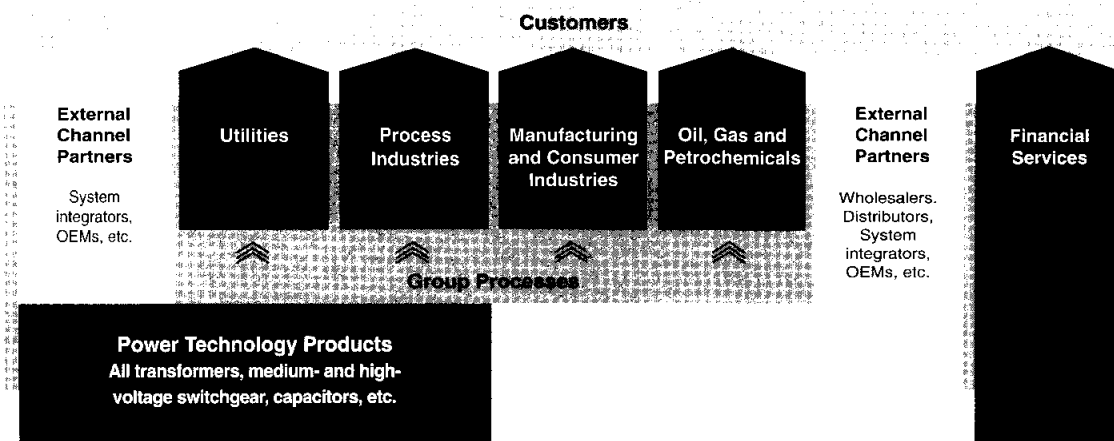 Customers
External
Channel
Partners
System
integrators,
OEMs, etc.
Utilities
Process
Industries
Manufacturing
and Consumer
Industries
Oil, Gas and
Petrochemicals
External
Channel
Partners
Wholesalers.
Distributors,
System
integrators,
OEMs, etc.
Financial
Services
Group Processes
Power Technology Products
All transformers, medium- and high-
voltage switchgear, capacitors, etc.